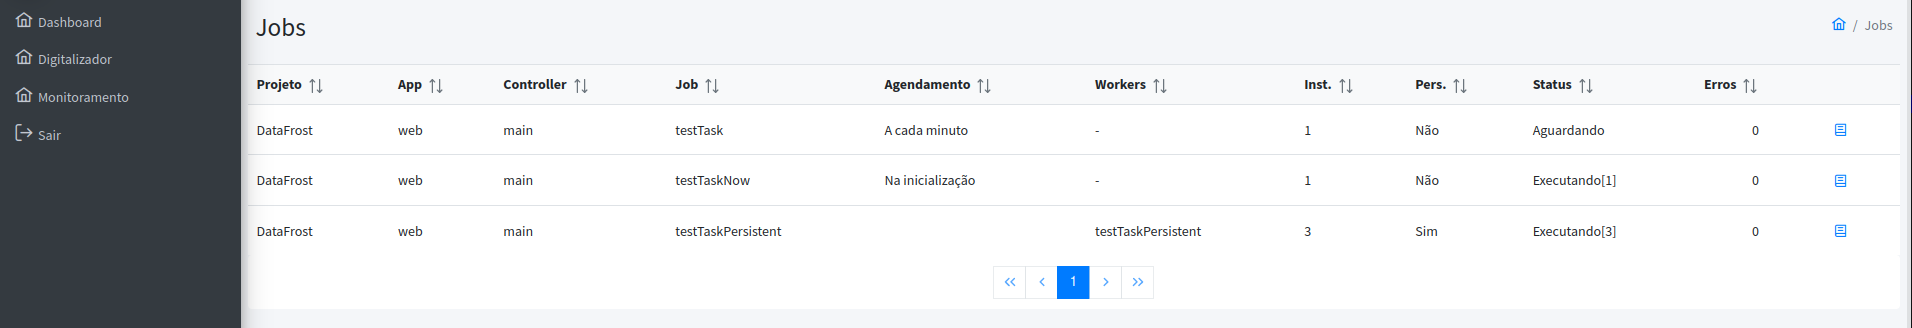 Dashboard
Digitalizador
Monitoramento
Sair
Jobs
/ Jobs
Projeto App Controller Job Agendamento Workers Inst. Pers. Status Erros
DataFrost web main testTask A cada minuto - 1 Não Aguardando 0
DataFrost web main testTaskNow Na inicialização - 1 Não Executando[1] 0
DataFrost web main testTaskPersistent testTaskPersistent 3 Sim Executando[3] 0
« ‹ 1 › »